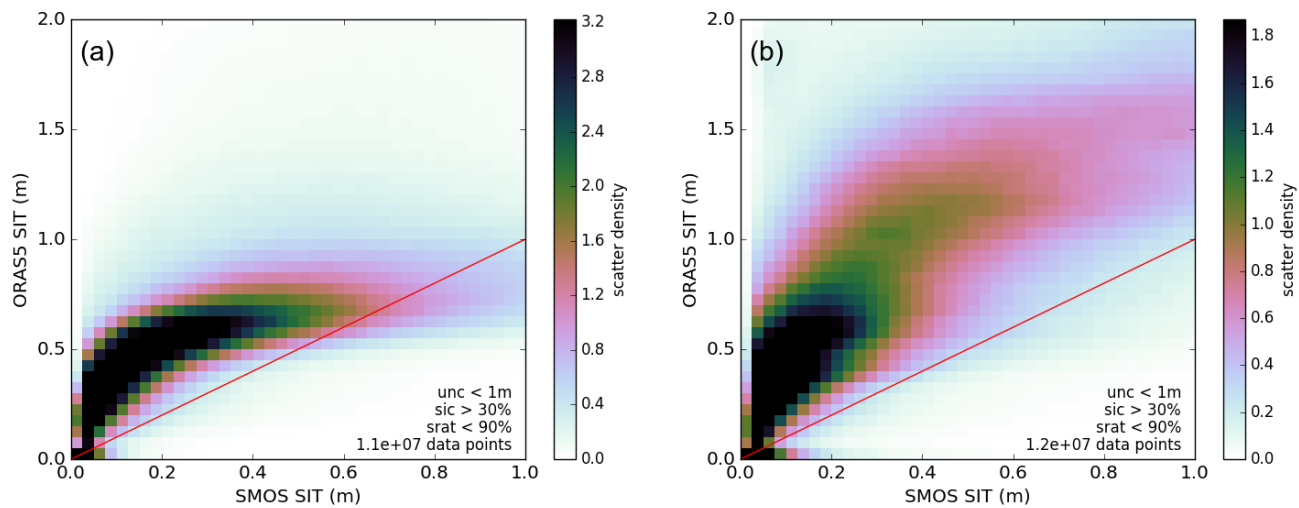 (a)
2.0
1.5
1.0
0.5
0.0
ORAS5 SIT (m)
0.0 0.2 0.4 0.6 0.8 1.0
SMOS SIT (m)
unc < 1m
sic > 30%
srat < 90%
1.1e+07 data points
3.2
2.8
2.4
2.0
1.6
1.2
0.8
0.4
0.0
scatter density
(b)
2.0
1.5
1.0
0.5
0.0
ORAS5 SIT (m)
0.0 0.2 0.4 0.6 0.8 1.0
SMOS SIT (m)
unc < 1m
sic > 30%
srat < 90%
1.2e+07 data points
1.8
1.6
1.4
1.2
1.0
0.8
0.6
0.4
0.2
0.0
scatter density